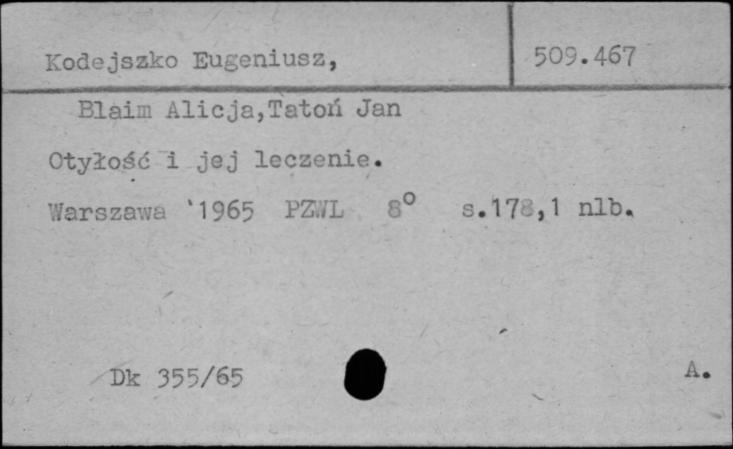 Kodejszko Eugeniusz,
509.467
Blaim Alicja,Tatoń Jan
Otyłość i jej leczenie.
Warszawa '1965 PZWL 8° s.178,1 nlb.
Dk 355/65
A.